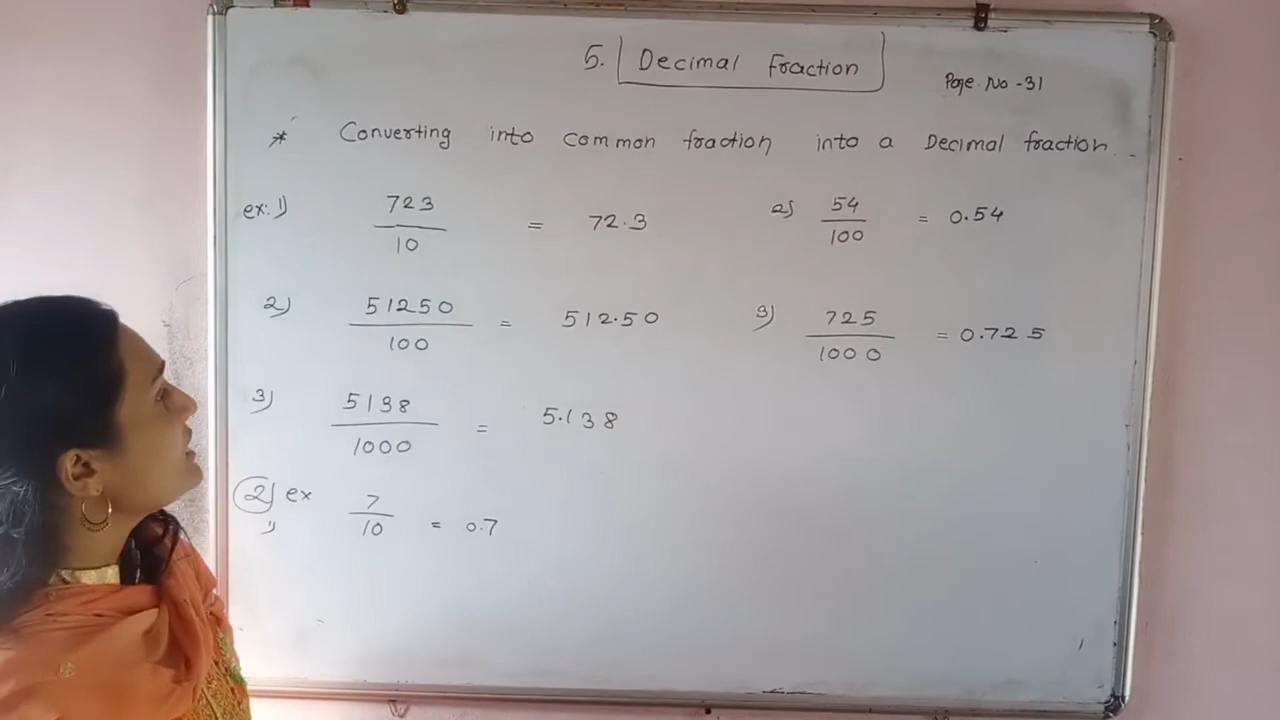 5. Decimal fraction
Page. No -31
* Converting into common fraction into a Decimal fraction
ex: 1) 723/10 = 72.3
2) 51250/100 = 512.50
3) 5138/1000 = 5.138
2) ex
1) 7/10 = 0.7
2) 54/100 = 0.54
3) 725/1000 = 0.725